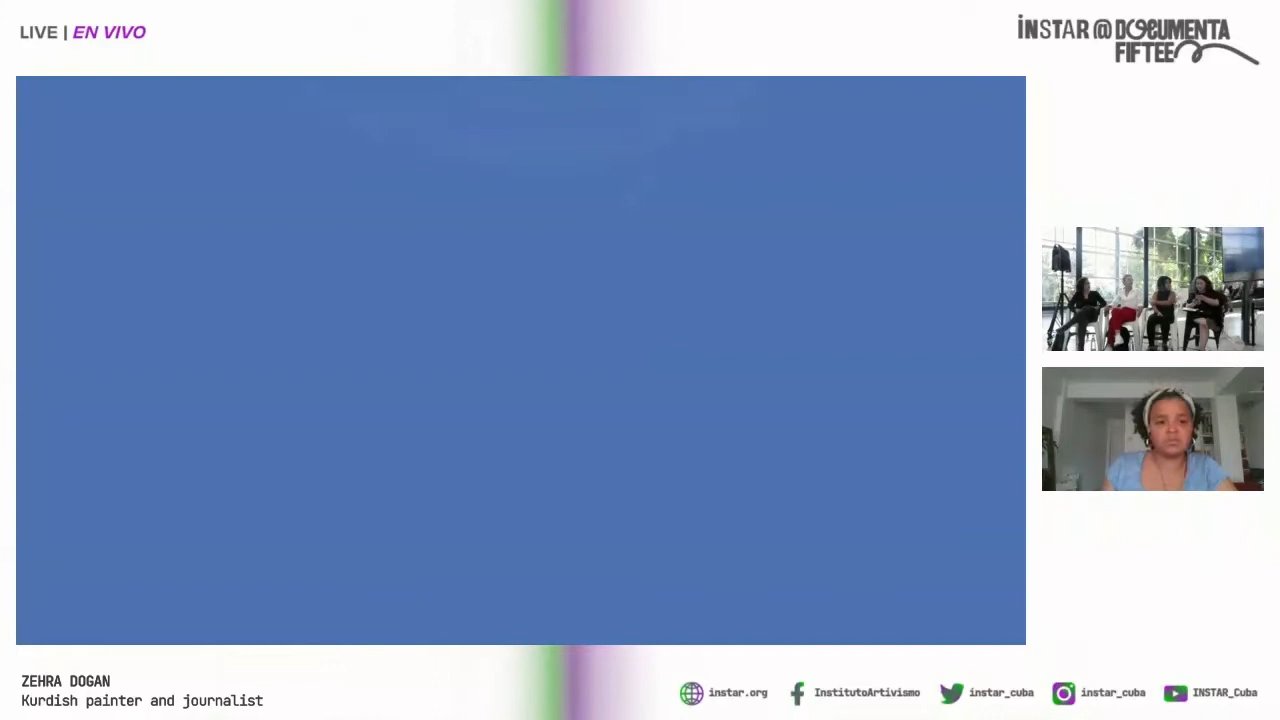 LIVE | EN VIVO
INSTAR @ DOCUMENTA
FIFTEEN
ZEHRA DOGAN
Kurdish painter and journalist
instar.org
InstitutoArtivismo
instar_cuba
instar_cuba
INSTAR_Cuba